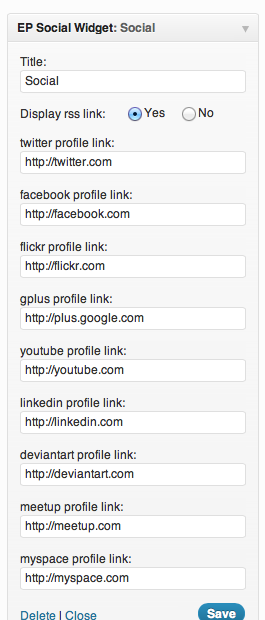 EP Social Widget: Social
Title:
Social
Display rss link: Yes No
twitter profile link:
http://twitter.com
facebook profile link:
http://facebook.com
flickr profile link:
http://flickr.com
gplus profile link:
http://plus.google.com
youtube profile link:
http://youtube.com
linkedin profile link:
http://linkedin.com
deviantart profile link:
http://deviantart.com
meetup profile link:
http://meetup.com
myspace profile link:
http://myspace.com
Delete | Close Save